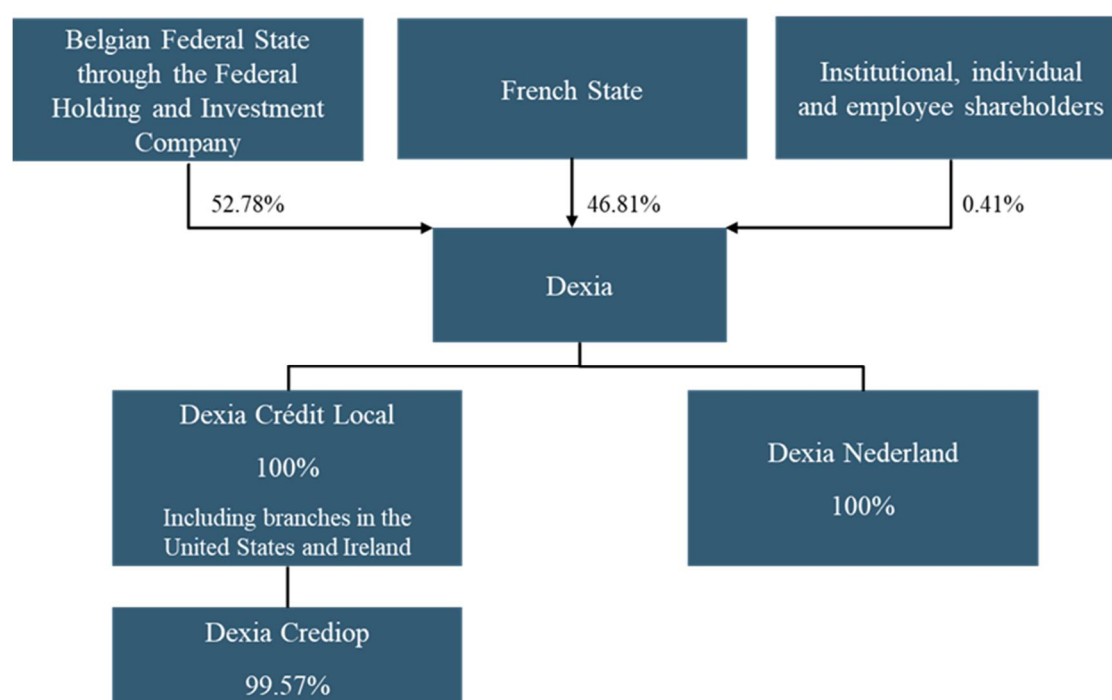 Belgian Federal State
through the Federal
Holding and Investment
Company
French State
Institutional, individual
and employee shareholders
52.78%
46.81%
0.41%
Dexia
Dexia Crédit Local
100%
Including branches in the
United States and Ireland
Dexia Nederland
100%
Dexia Crediop
99.57%